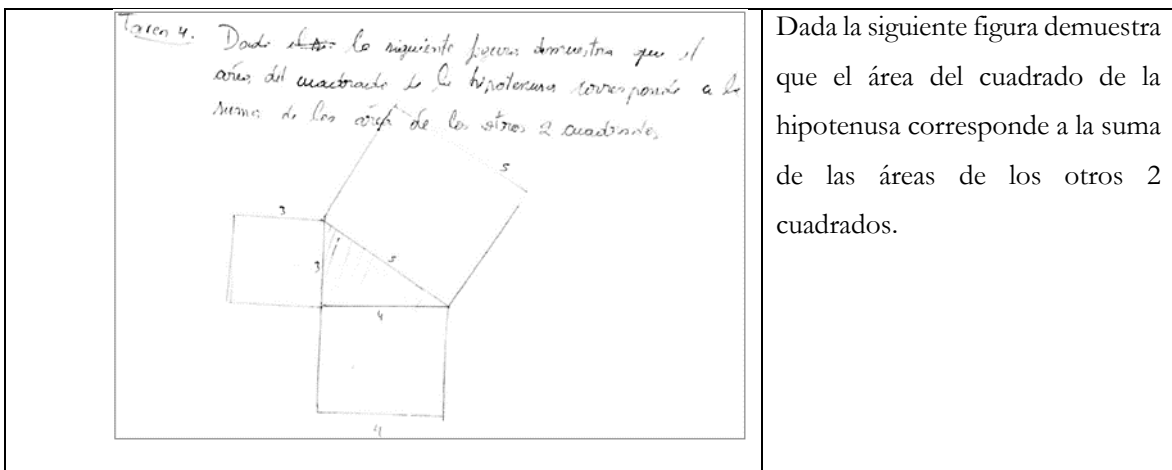 Tarea 4. Dada la siguiente figura demuestra que el
área del cuadrado de la hipotenusa corresponde a la
suma de las áreas de los otros 2 cuadrados
5
3
3
5
4
4
Dada la siguiente figura demuestra
que el área del cuadrado de la
hipotenusa corresponde a la suma
de las áreas de los otros 2
cuadrados.